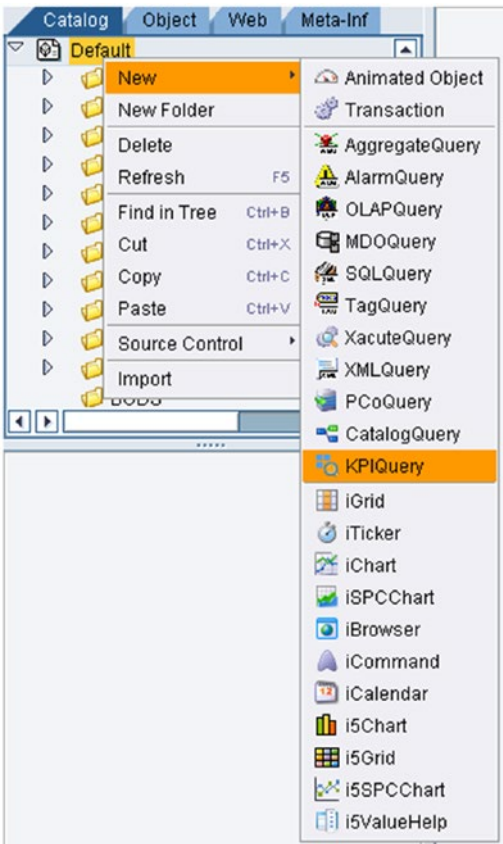 Catalog Object Web Meta-Inf
Default
New
New Folder
Delete
Refresh F5
Find in Tree Ctrl+B
Cut Ctrl+X
Copy Ctrl+C
Paste Ctrl+V
Source Control
Import
BODS
Animated Object
Transaction
AggregateQuery
AlarmQuery
OLAPQuery
MDOQuery
SQLQuery
TagQuery
XacuteQuery
XMLQuery
PCoQuery
CatalogQuery
KPIQuery
iGrid
iTicker
iChart
iSPCChart
iBrowser
iCommand
iCalendar
i5Chart
i5Grid
i5SPCChart
i5ValueHelp